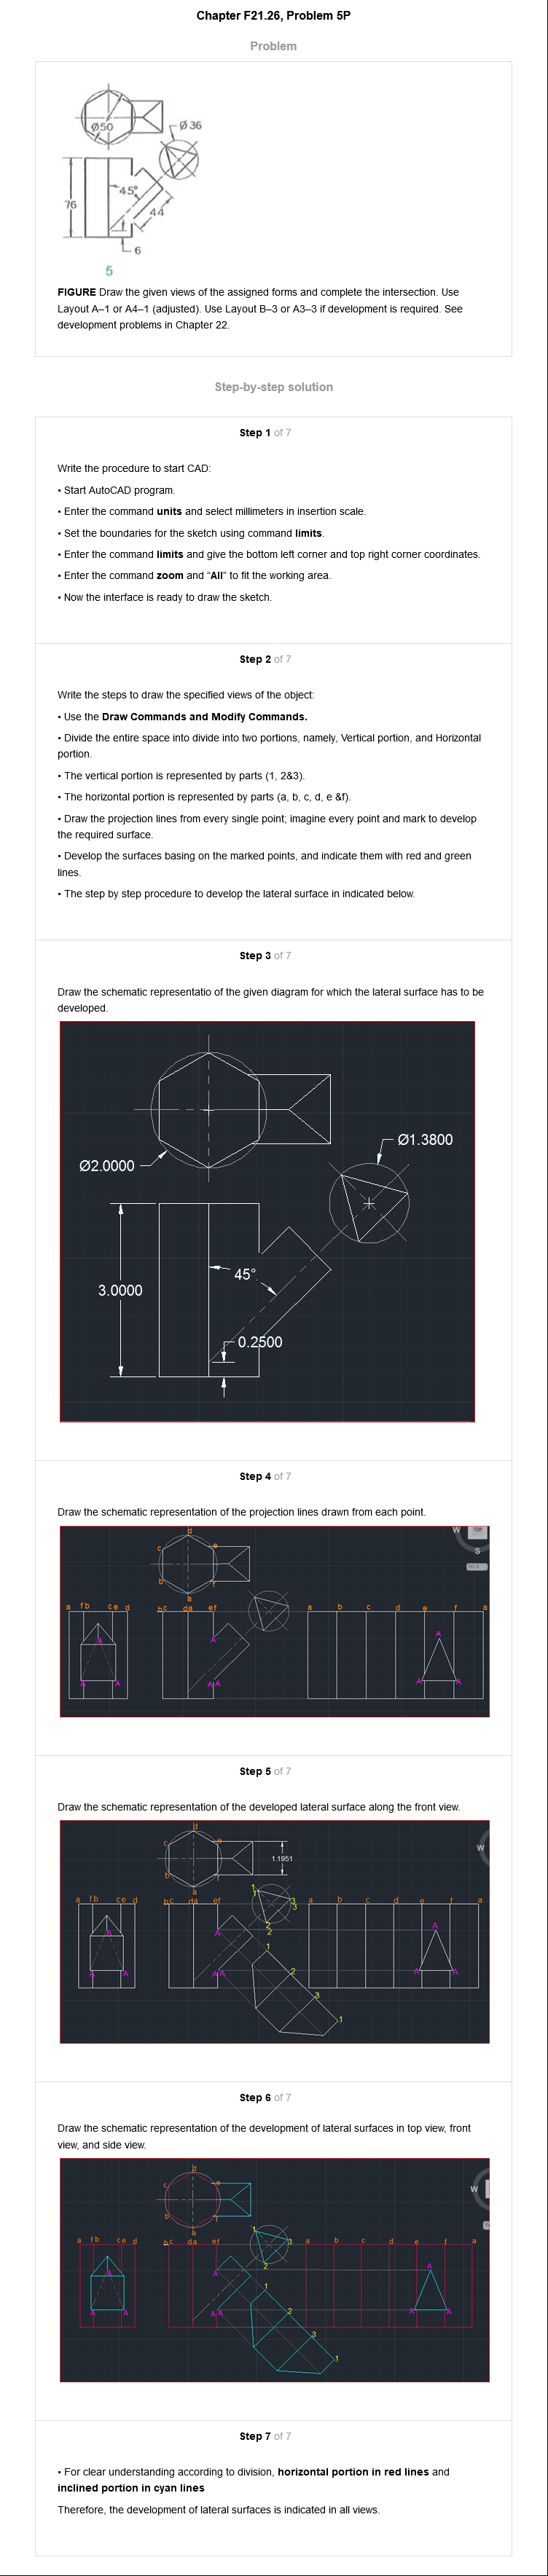 Chapter F21.26, Problem 5P
Problem
Ø50
Ø 36
45°
76
44
6
5
FIGURE Draw the given views of the assigned forms and complete the intersection. Use
Layout A–1 or A4–1 (adjusted). Use Layout B–3 or A3–3 if development is required. See
development problems in Chapter 22.
Step-by-step solution
Step 1 of 7
Write the procedure to start CAD:
• Start AutoCAD program.
• Enter the command units and select millimeters in insertion scale.
• Set the boundaries for the sketch using command limits.
• Enter the command limits and give the bottom left corner and top right corner coordinates.
• Enter the command zoom and “All” to fit the working area.
• Now the interface is ready to draw the sketch.
Step 2 of 7
Write the steps to draw the specified views of the object:
• Use the Draw Commands and Modify Commands.
• Divide the entire space into divide into two portions, namely, Vertical portion, and Horizontal
portion.
• The vertical portion is represented by parts (1, 2&3).
• The horizontal portion is represented by parts (a, b, c, d, e &f).
• Draw the projection lines from every single point; imagine every point and mark to develop
the required surface.
• Develop the surfaces basing on the marked points, and indicate them with red and green
lines.
• The step by step procedure to develop the lateral surface in indicated below.
Step 3 of 7
Draw the schematic representatio of the given diagram for which the lateral surface has to be
developed.
Ø1.3800
Ø2.0000
45°
3.0000
0.2500
Step 4 of 7
Draw the schematic representation of the projection lines drawn from each point.
W TOP
S
d
c e
b f
a
a f b c e d b c d a e f a b c d e f a
A A A
A A A A A A
Step 5 of 7
Draw the schematic representation of the developed lateral surface along the front view.
W
d
c e
1.1951
b f
a
a f b c e d b c d a e f 1 1 3 3 a b c d e f a
A A 2 2 A
1
A A A A 2 A A
3
1
Step 6 of 7
Draw the schematic representation of the development of lateral surfaces in top view, front
view, and side view.
W
d
c e
b f
a
1
a f b c e d b c d a e f 3 a b c d e f a
A A 2 A
1
A A A A 2 A A
3
1
Step 7 of 7
• For clear understanding according to division, horizontal portion in red lines and
inclined portion in cyan lines
Therefore, the development of lateral surfaces is indicated in all views.